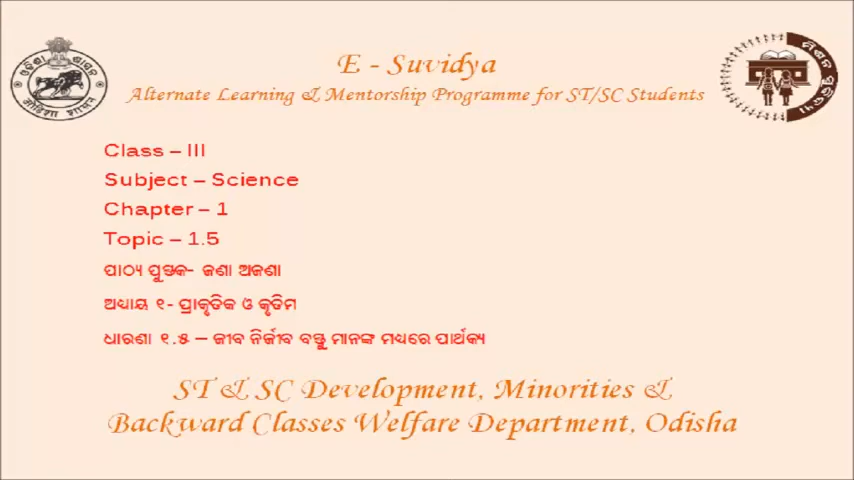 E - Suvidya
Alternate Learning & Mentorship Programme for ST/SC Students
Class – III
Subject – Science
Chapter – 1
Topic – 1.5
ପାଠ୍ୟ ପୁସ୍ତକ- ଜଣା ଅଜଣା
ଅଧ୍ୟାୟ ୧- ପ୍ରାକୃତିକ ଓ କୃତିମ
ଧାରଣା ୧.୫ – ଜୀବ ନିର୍ଜୀବ ବସ୍ତୁ ମାନଙ୍କ ମଧ୍ୟରେ ପାର୍ଥକ୍ୟ
ST & SC Development, Minorities &
Backward Classes Welfare Department, Odisha